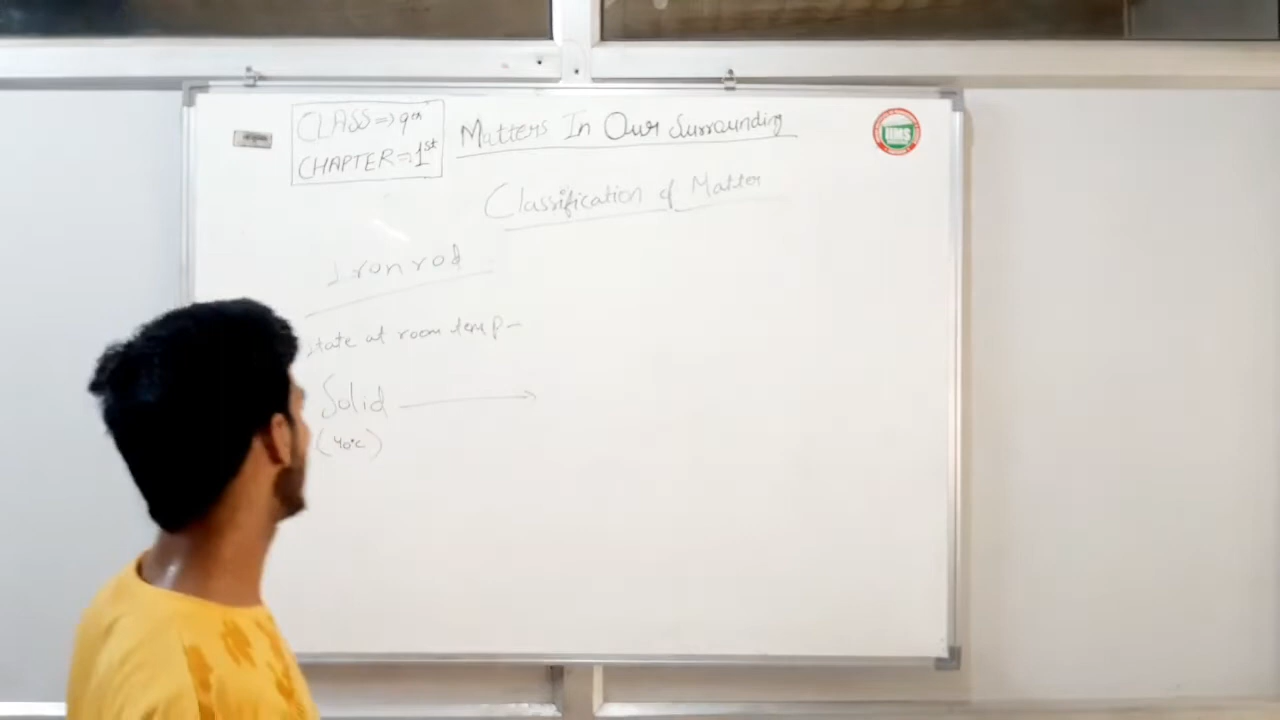 CLASS => 9th
CHAPTER => 1st
Matters In Our Surrounding
Classification of Matter
Iron rod
State at room temp-
Solid
(40°c)
IIMS